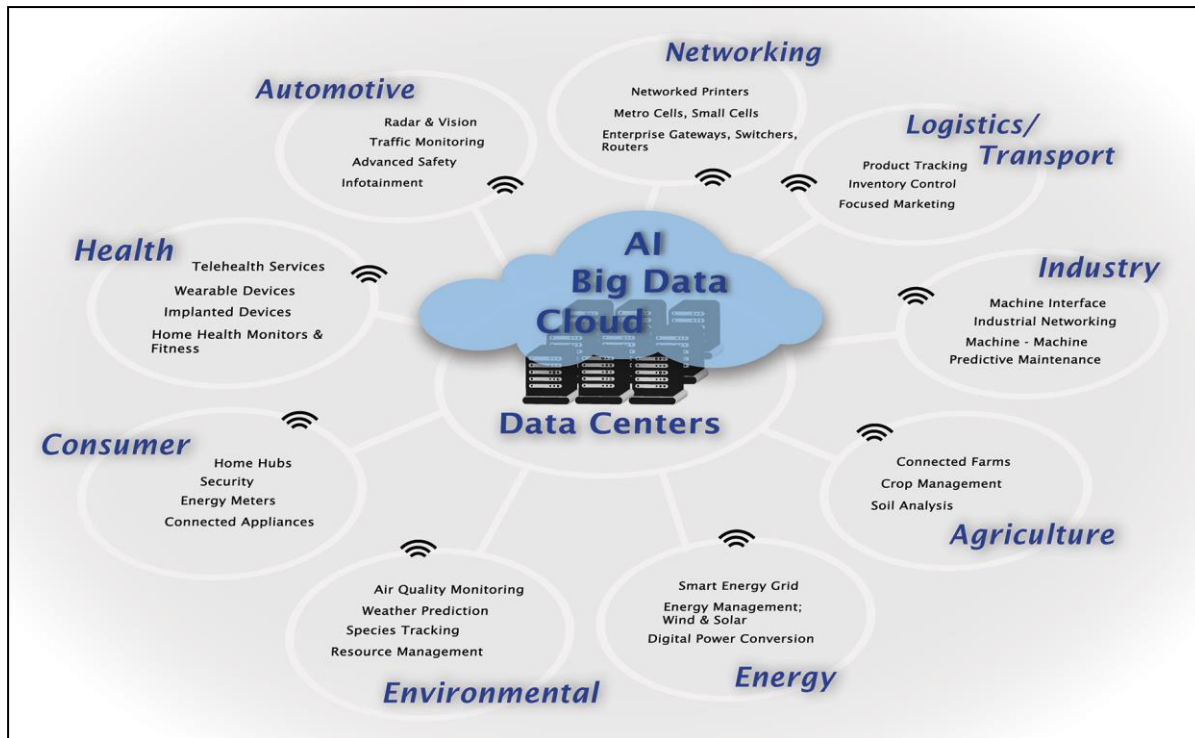 Networking
Networked Printers
Metro Cells, Small Cells
Enterprise Gateways, Switchers,
Routers
Automotive
Radar & Vision
Traffic Monitoring
Advanced Safety
Infotainment
Logistics/
Transport
Product Tracking
Inventory Control
Focused Marketing
Health
Telehealth Services
Wearable Devices
Implanted Devices
Home Health Monitors &
Fitness
AI
Big Data
Cloud
Data Centers
Industry
Machine Interface
Industrial Networking
Machine - Machine
Predictive Maintenance
Consumer
Home Hubs
Security
Energy Meters
Connected Appliances
Connected Farms
Crop Management
Soil Analysis
Agriculture
Air Quality Monitoring
Weather Prediction
Species Tracking
Resource Management
Environmental
Smart Energy Grid
Energy Management;
Wind & Solar
Digital Power Conversion
Energy